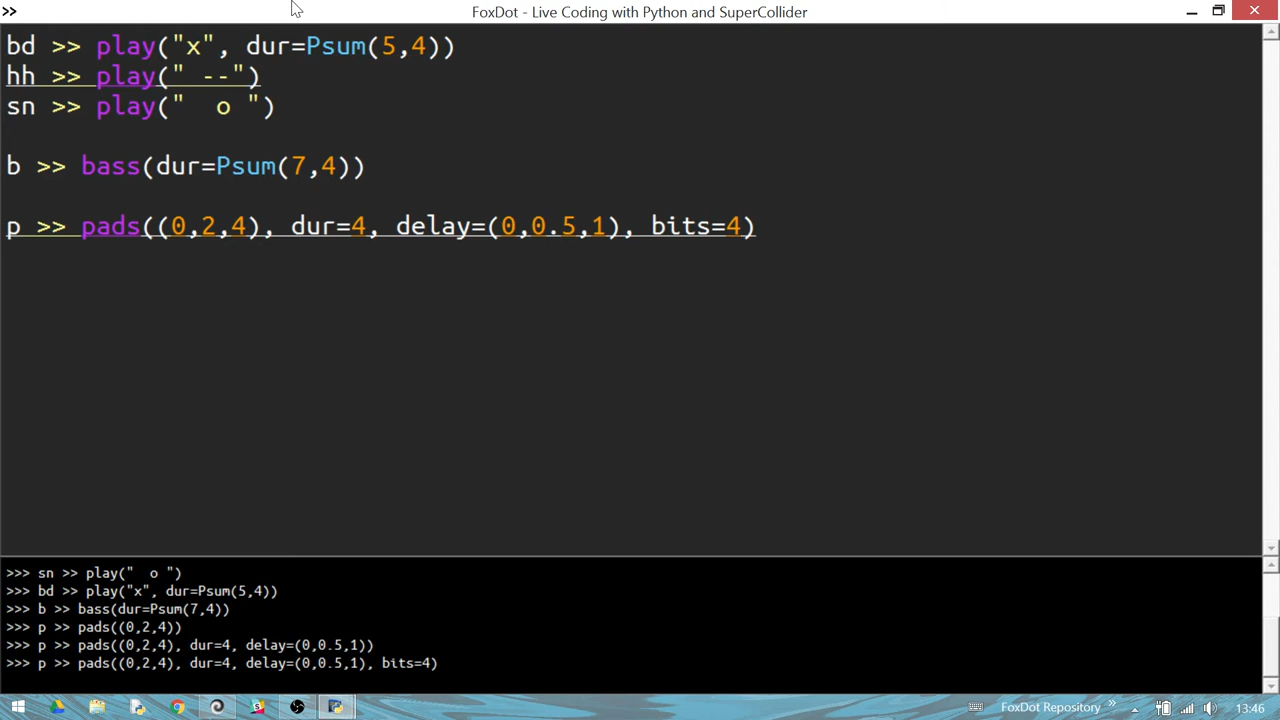 >> FoxDot - Live Coding with Python and SuperCollider
bd >> play("x", dur=Psum(5,4))
hh >> play(" --")
sn >> play("  o ")
b >> bass(dur=Psum(7,4))
p >> pads((0,2,4), dur=4, delay=(0,0.5,1), bits=4)
>>> sn >> play("  o ")
>>> bd >> play("x", dur=Psum(5,4))
>>> b >> bass(dur=Psum(7,4))
>>> p >> pads((0,2,4))
>>> p >> pads((0,2,4), dur=4, delay=(0,0.5,1))
>>> p >> pads((0,2,4), dur=4, delay=(0,0.5,1), bits=4)
FoxDot Repository » 13:46